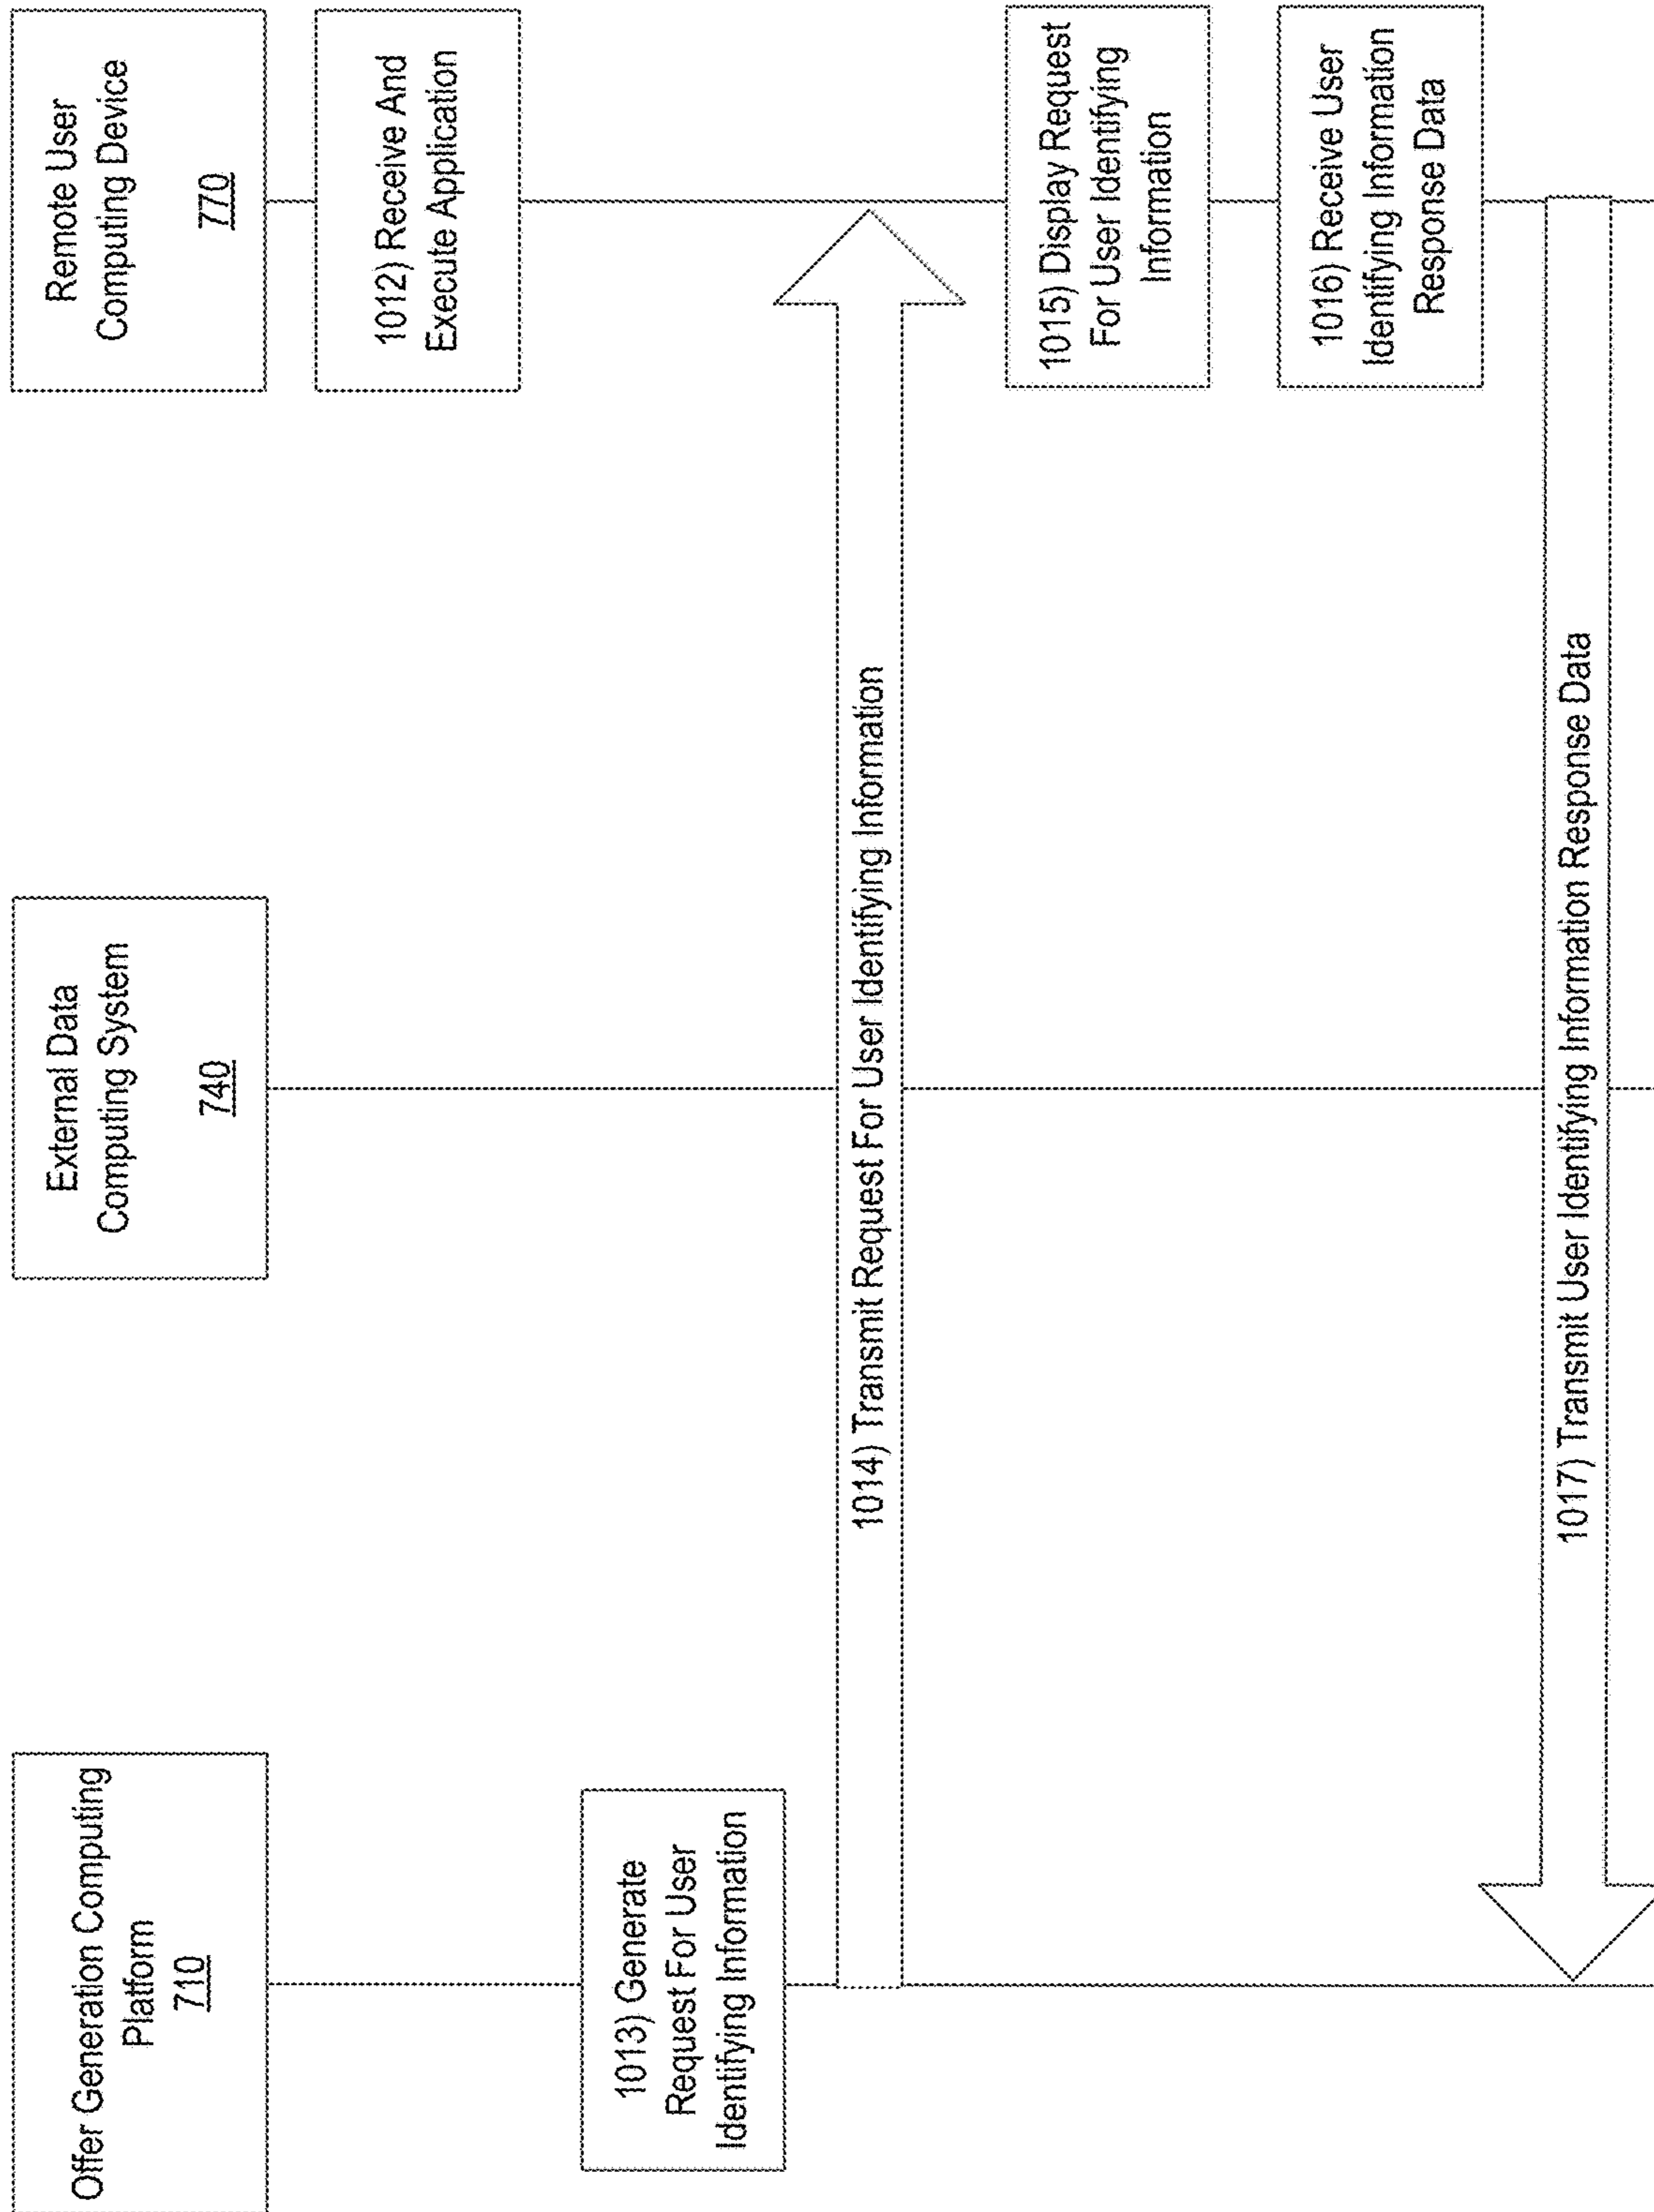 Offer Generation Computing
Platform
710
External Data
Computing System
740
Remote User
Computing Device
770
1012) Receive And
Execute Application
1013) Generate
Request For User
Identifying Information
1014) Transmit Request For User Identifying Information
1015) Display Request
For User Identifying
Information
1016) Receive User
Identifying Information
Response Data
1017) Transmit User Identifying Information Response Data